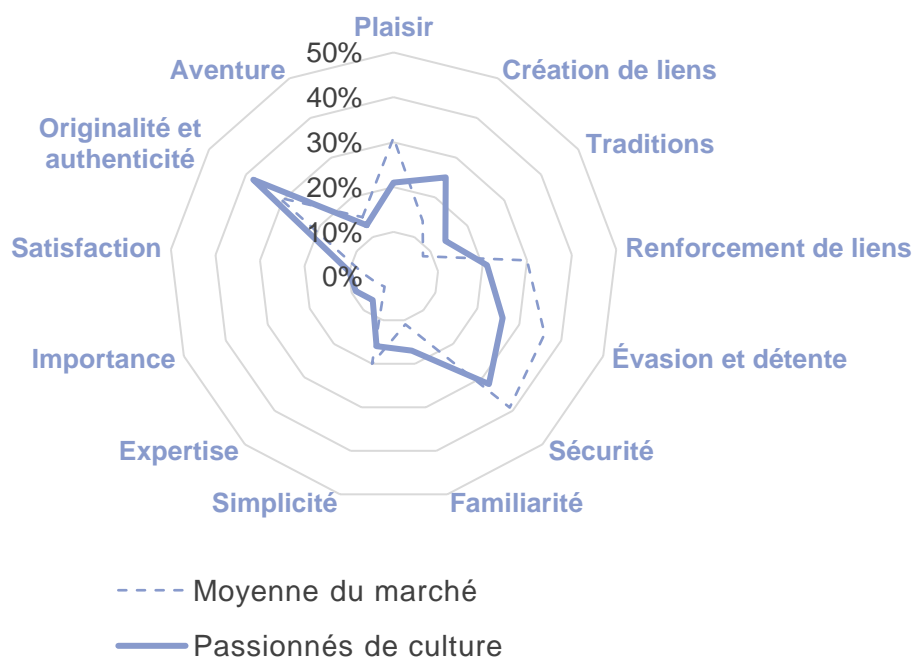 Plaisir
50%
Création de liens
Aventure
40%
Originalité et
authenticité
30%
Traditions
20%
10%
Satisfaction
0%
Renforcement de liens
Importance
Évasion et détente
Expertise
Sécurité
Simplicité
Familiarité
Moyenne du marché
Passionnés de culture